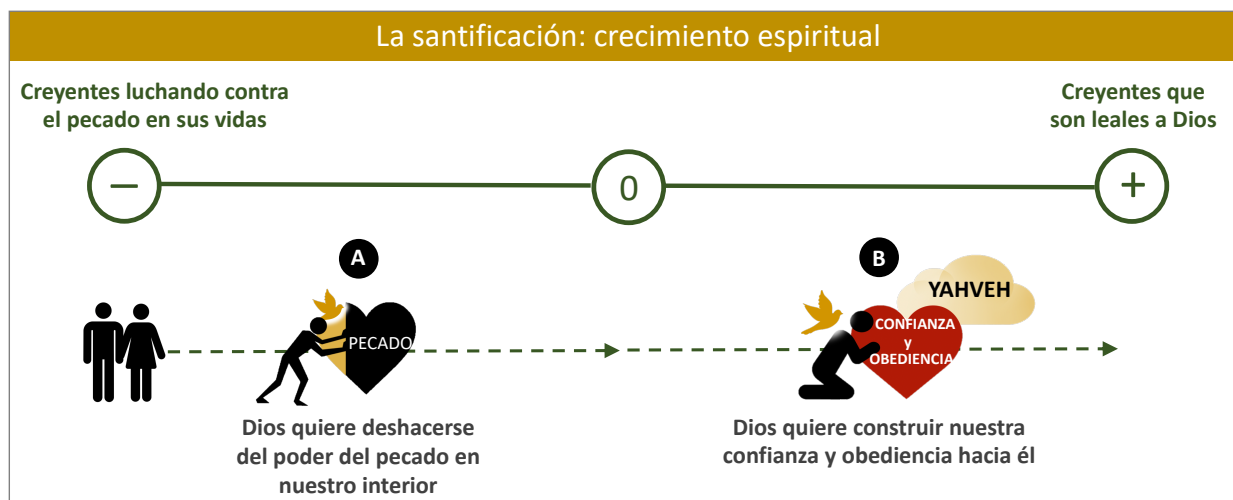 La santificación: crecimiento espiritual
Creyentes luchando contra
el pecado en sus vidas
Creyentes que
son leales a Dios
–
0
+
A
B
PECADO
YAHVEH
CONFIANZA
y
OBEDIENCIA
Dios quiere deshacerse
del poder del pecado en
nuestro interior
Dios quiere construir nuestra
confianza y obediencia hacia él